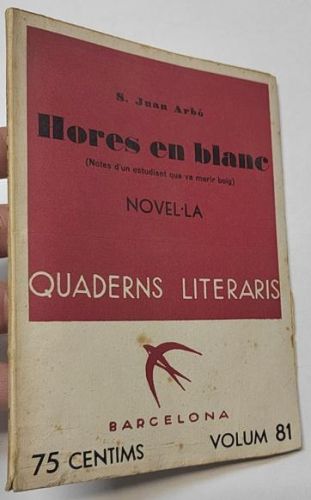 S. Juan Arbó
Hores en blanc
(Notes d'un estudiant que va morir boig)
NOVEL·LA
QUADERNS LITERARIS
BARCELONA
75 CENTIMS VOLUM 81